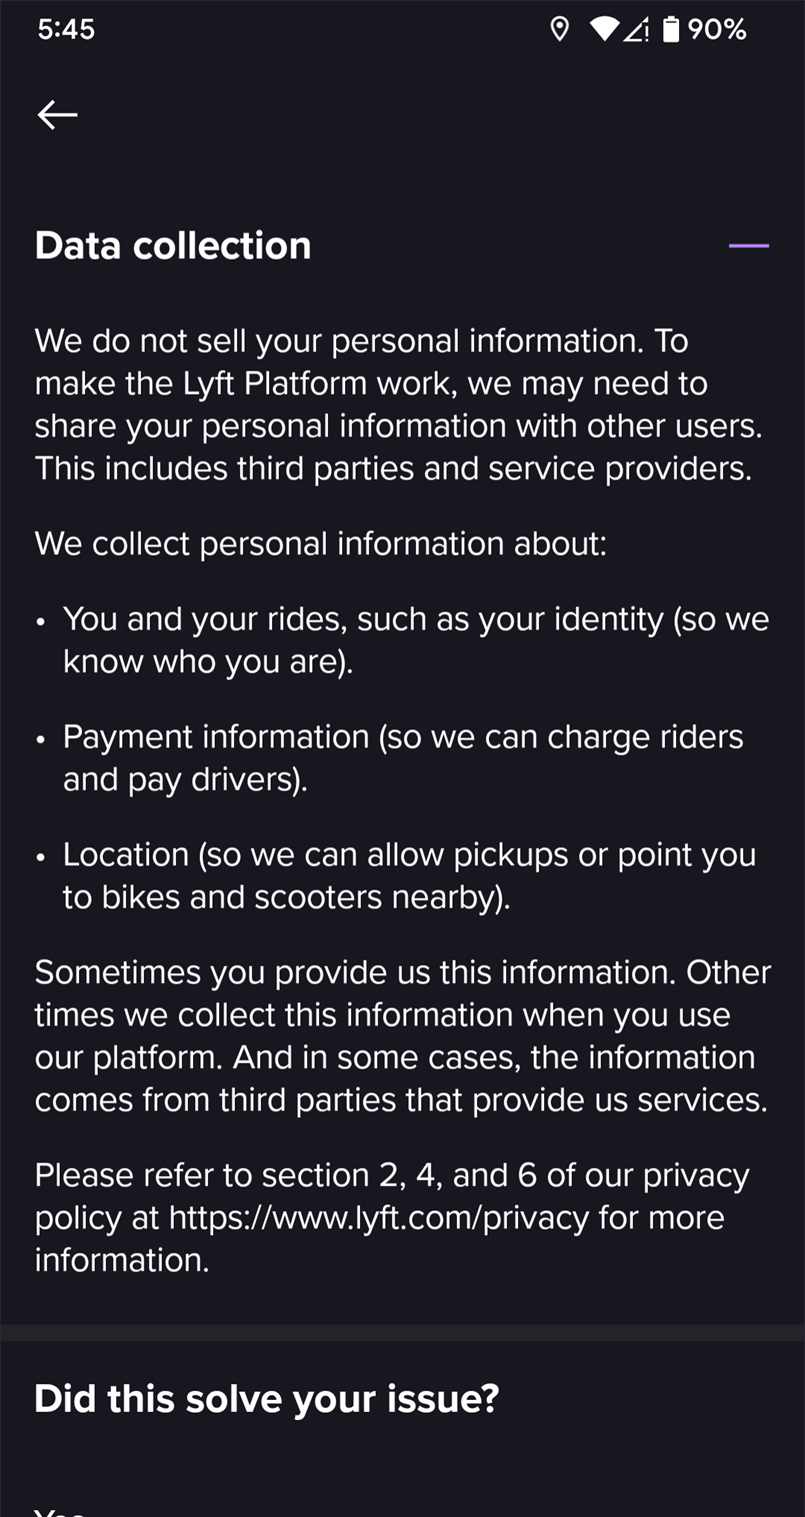 5:45 90%
Data collection
We do not sell your personal information. To
make the Lyft Platform work, we may need to
share your personal information with other users.
This includes third parties and service providers.
We collect personal information about:
• You and your rides, such as your identity (so we
know who you are).
• Payment information (so we can charge riders
and pay drivers).
• Location (so we can allow pickups or point you
to bikes and scooters nearby).
Sometimes you provide us this information. Other
times we collect this information when you use
our platform. And in some cases, the information
comes from third parties that provide us services.
Please refer to section 2, 4, and 6 of our privacy
policy at https://www.lyft.com/privacy for more
information.
Did this solve your issue?